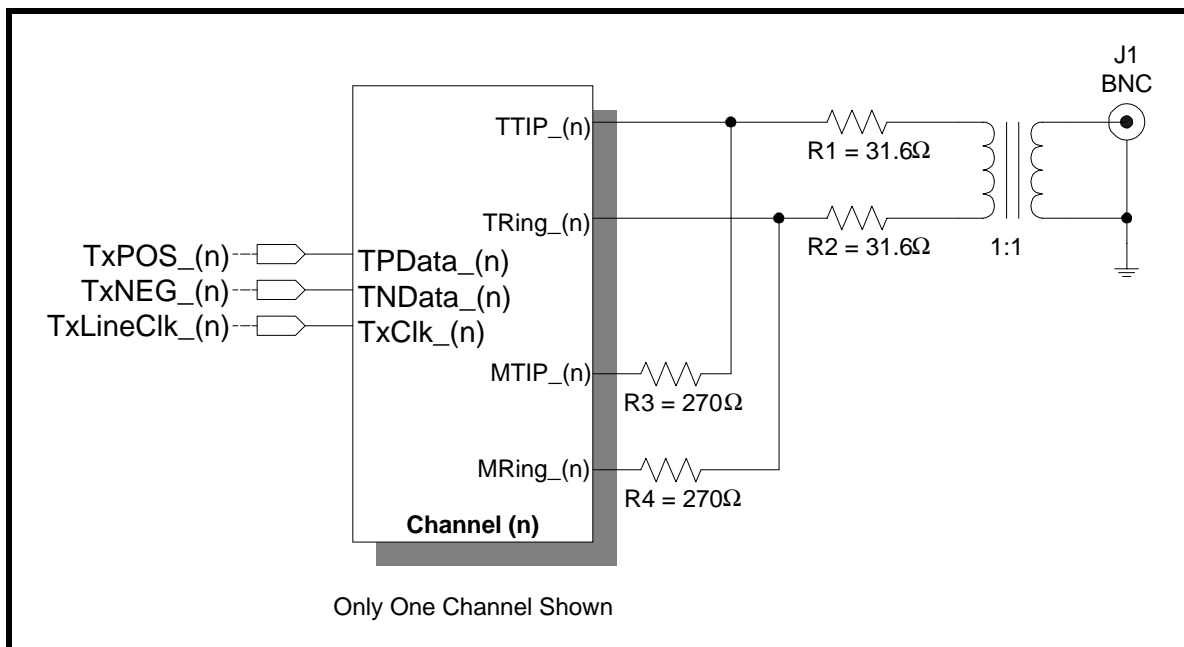 J1
BNC
TTIP_(n)
R1 = 31.6Ω
TRing_(n)
R2 = 31.6Ω
1:1
TxPOS_(n)
TPData_(n)
TxNEG_(n)
TNData_(n)
TxLineClk_(n)
TxClk_(n)
MTIP_(n)
R3 = 270Ω
MRing_(n)
R4 = 270Ω
Channel (n)
Only One Channel Shown